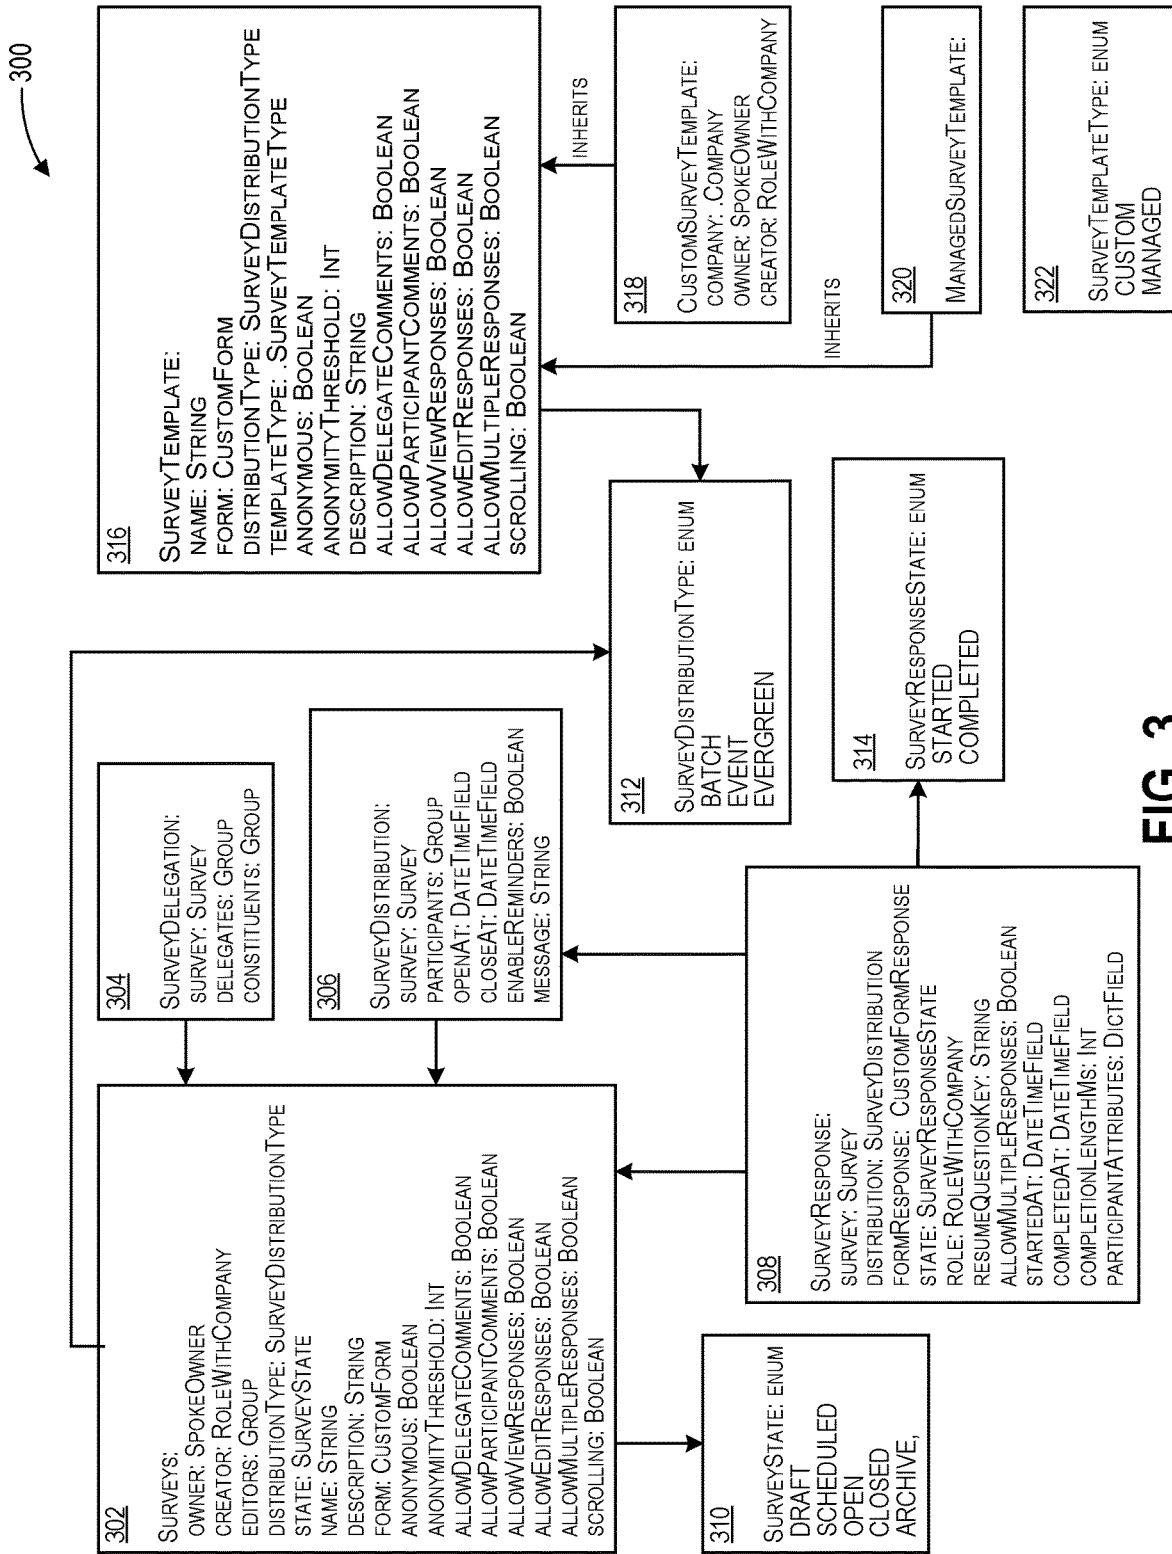 300
302
SURVEYS:
OWNER: SPOKEOWNER
CREATOR: ROLEWITHCOMPANY
EDITORS: GROUP
DISTRIBUTIONTYPE: SURVEYDISTRIBUTIONTYPE
STATE: SURVEYSTATE
NAME: STRING
DESCRIPTION: STRING
FORM: CUSTOMFORM
ANONYMOUS: BOOLEAN
ANONYMITYTHRESHOLD: INT
ALLOWDELEGATECOMMENTS: BOOLEAN
ALLOWPARTICIPANTCOMMENTS: BOOLEAN
ALLOWVIEWRESPONSES: BOOLEAN
ALLOWEDITRESPONSES: BOOLEAN
ALLOWMULTIPLERESPONSES: BOOLEAN
SCROLLING: BOOLEAN
304
SURVEYDELEGATION:
SURVEY: SURVEY
DELEGATES: GROUP
CONSTITUENTS: GROUP
306
SURVEYDISTRIBUTION:
SURVEY: SURVEY
PARTICIPANTS: GROUP
OPENAT: DATETIMEFIELD
CLOSEAT: DATETIMEFIELD
ENABLEREMINDERS: BOOLEAN
MESSAGE: STRING
316
SURVEYTEMPLATE:
NAME: STRING
FORM: CUSTOMFORM
DISTRIBUTIONTYPE: SURVEYDISTRIBUTIONTYPE
TEMPLATETYPE: .SURVEYTEMPLATETYPE
ANONYMOUS: BOOLEAN
ANONYMITYTHRESHOLD: INT
DESCRIPTION: STRING
ALLOWDELEGATECOMMENTS: BOOLEAN
ALLOWPARTICIPANTCOMMENTS: BOOLEAN
ALLOWVIEWRESPONSES: BOOLEAN
ALLOWEDITRESPONSES: BOOLEAN
ALLOWMULTIPLERESPONSES: BOOLEAN
SCROLLING: BOOLEAN
INHERITS
INHERITS
310
SURVEYSTATE: ENUM
DRAFT
SCHEDULED
OPEN
CLOSED
ARCHIVE,
308
SURVEYRESPONSE:
SURVEY: SURVEY
DISTRIBUTION: SURVEYDISTRIBUTION
FORMRESPONSE: CUSTOMFORMRESPONSE
STATE: SURVEYRESPONSESTATE
ROLE: ROLEWITHCOMPANY
RESUMEQUESTIONKEY: STRING
ALLOWMULTIPLERESPONSES: BOOLEAN
STARTEDAT: DATETIMEFIELD
COMPLETEDAT: DATETIMEFIELD
COMPLETIONLENGTHMS: INT
PARTICIPANTATTRIBUTES: DICTFIELD
312
SURVEYDISTRIBUTIONTYPE: ENUM
BATCH
EVENT
EVERGREEN
314
SURVEYRESPONSESTATE: ENUM
STARTED
COMPLETED
318
CUSTOMSURVEYTEMPLATE:
COMPANY: .COMPANY
OWNER: SPOKEOWNER
CREATOR: ROLEWITHCOMPANY
320
MANAGEDSURVEYTEMPLATE:
322
SURVEYTEMPLATETYPE: ENUM
CUSTOM
MANAGED
FIG. 3